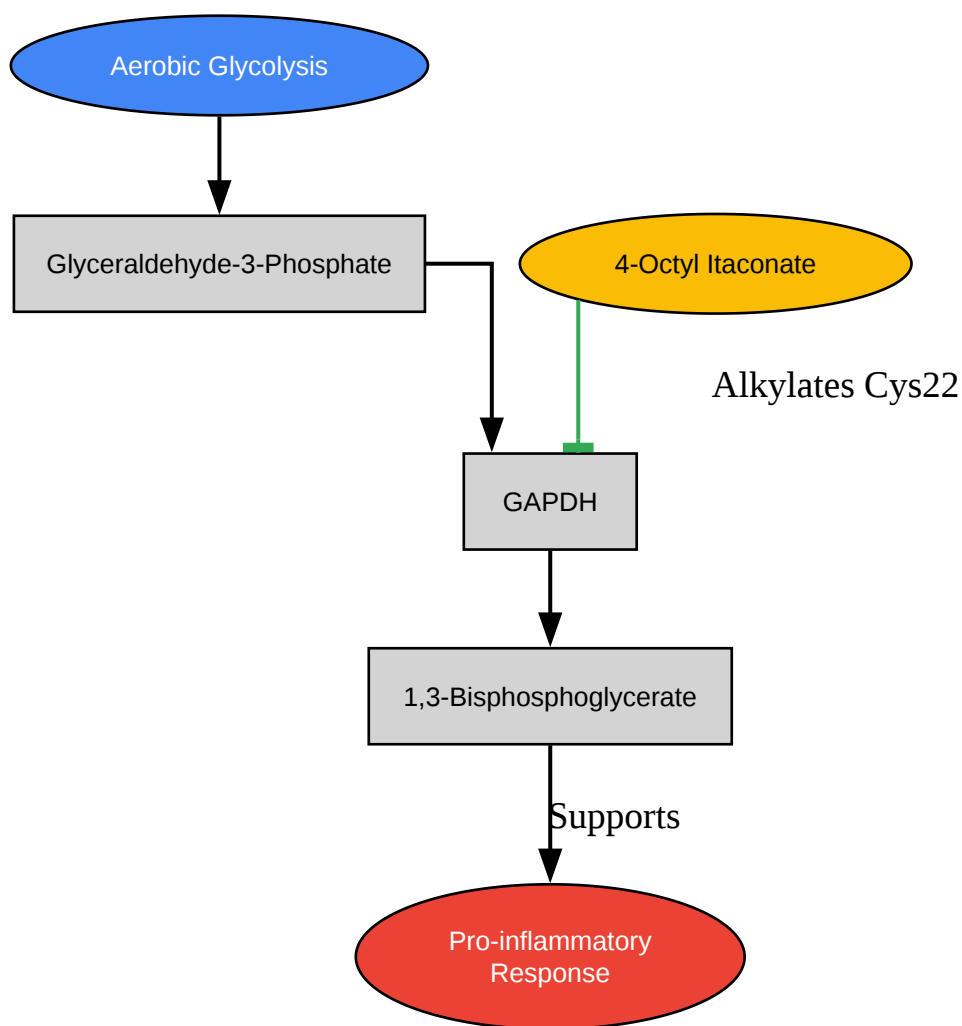 Aerobic Glycolysis
Glyceraldehyde-3-Phosphate
4-Octyl Itaconate
Alkylates Cys22
GAPDH
1,3-Bisphosphoglycerate
Supports
Pro-inflammatory
Response